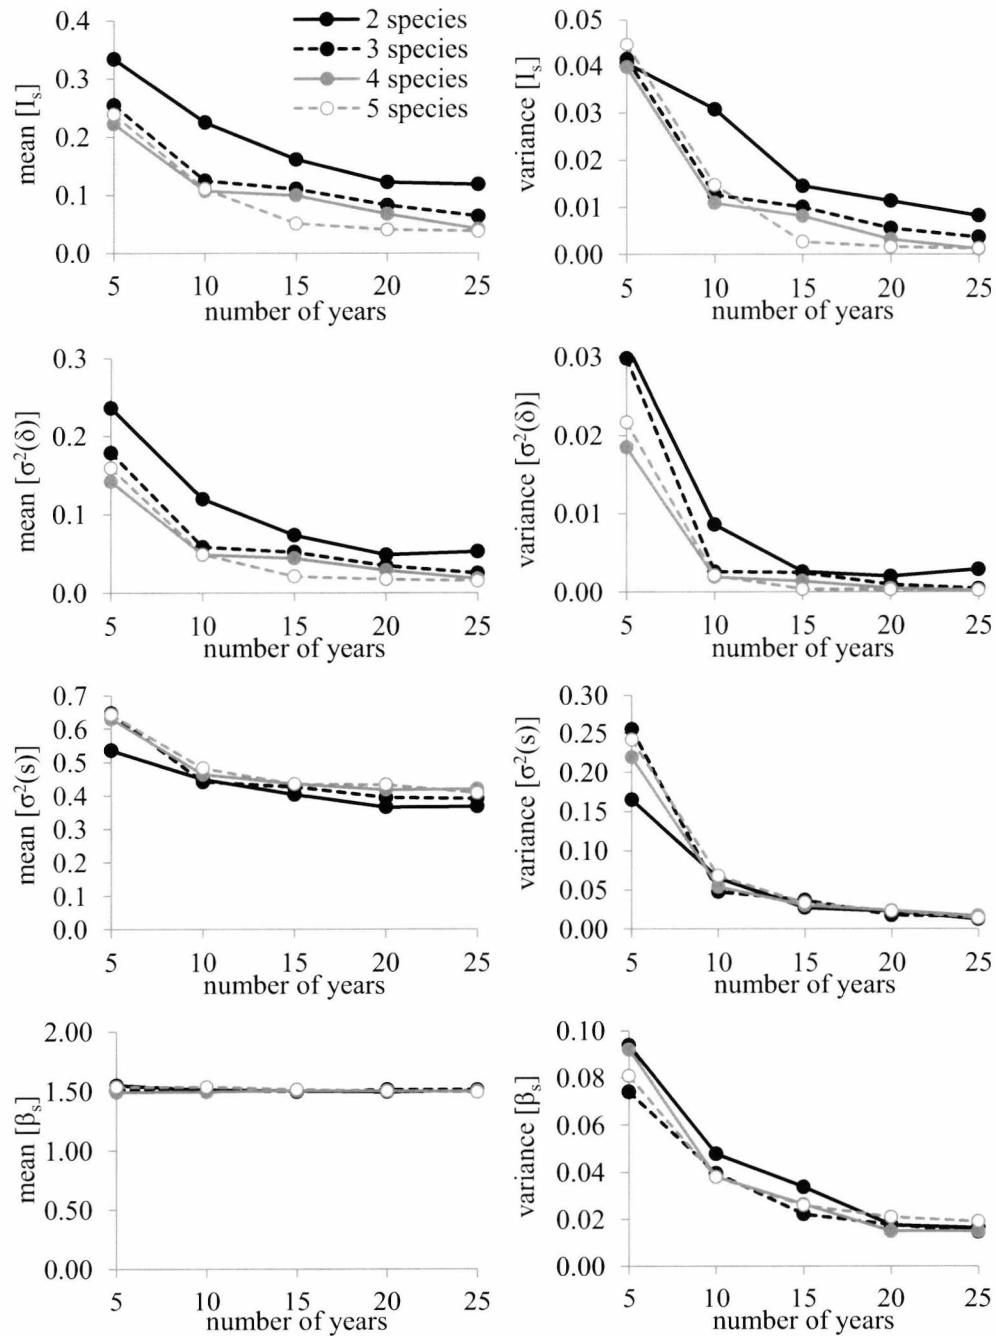 mean [Is]
0.4
0.3
0.2
0.1
0.0
5 10 15 20 25
number of years
2 species
3 species
4 species
5 species
variance [Is]
0.05
0.04
0.03
0.02
0.01
0.00
5 10 15 20 25
number of years
mean [σ²(δ)]
0.3
0.2
0.1
0.0
5 10 15 20 25
number of years
variance [σ²(δ)]
0.03
0.02
0.01
0.00
5 10 15 20 25
number of years
mean [σ²(s)]
0.7
0.6
0.5
0.4
0.3
0.2
0.1
0.0
5 10 15 20 25
number of years
variance [σ²(s)]
0.30
0.25
0.20
0.15
0.10
0.05
0.00
5 10 15 20 25
number of years
mean [βs]
2.00
1.50
1.00
0.50
0.00
5 10 15 20 25
number of years
variance [βs]
0.10
0.08
0.06
0.04
0.02
0.00
5 10 15 20 25
number of years